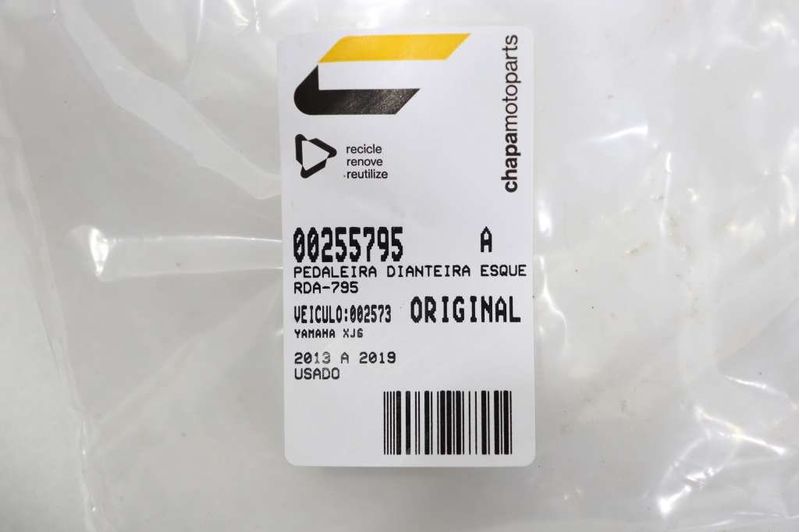 chapamotoparts
recicle
renove
reutilize
00255795 A
PEDALEIRA DIANTEIRA ESQUE
RDA-795
VEICULO:002573 ORIGINAL
YAMAHA XJ6
2013 A 2019
USADO